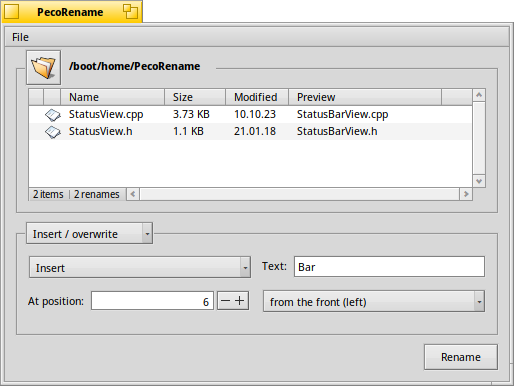 PecoRename
File
/boot/home/PecoRename
Name Size Modified Preview
StatusView.cpp 3.73 KB 10.10.23 StatusBarView.cpp
StatusView.h 1.1 KB 21.01.18 StatusBarView.h
2 items 2 renames
Insert / overwrite
Insert Text: Bar
At position: 6 from the front (left)
Rename